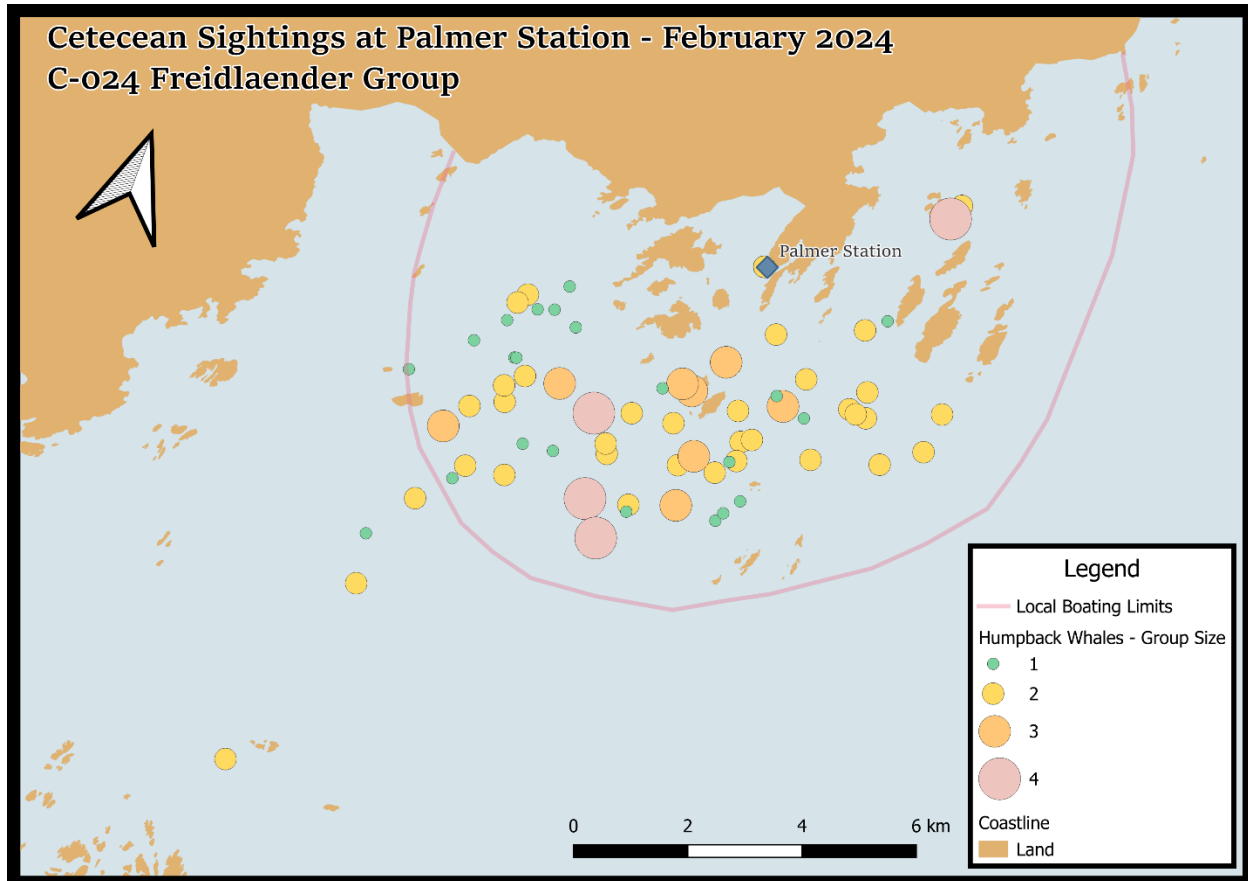 Cetecean Sightings at Palmer Station - February 2024
C-024 Freidlaender Group
Palmer Station
0 2 4 6 km
Legend
Local Boating Limits
Humpback Whales - Group Size
1
2
3
4
Coastline
Land